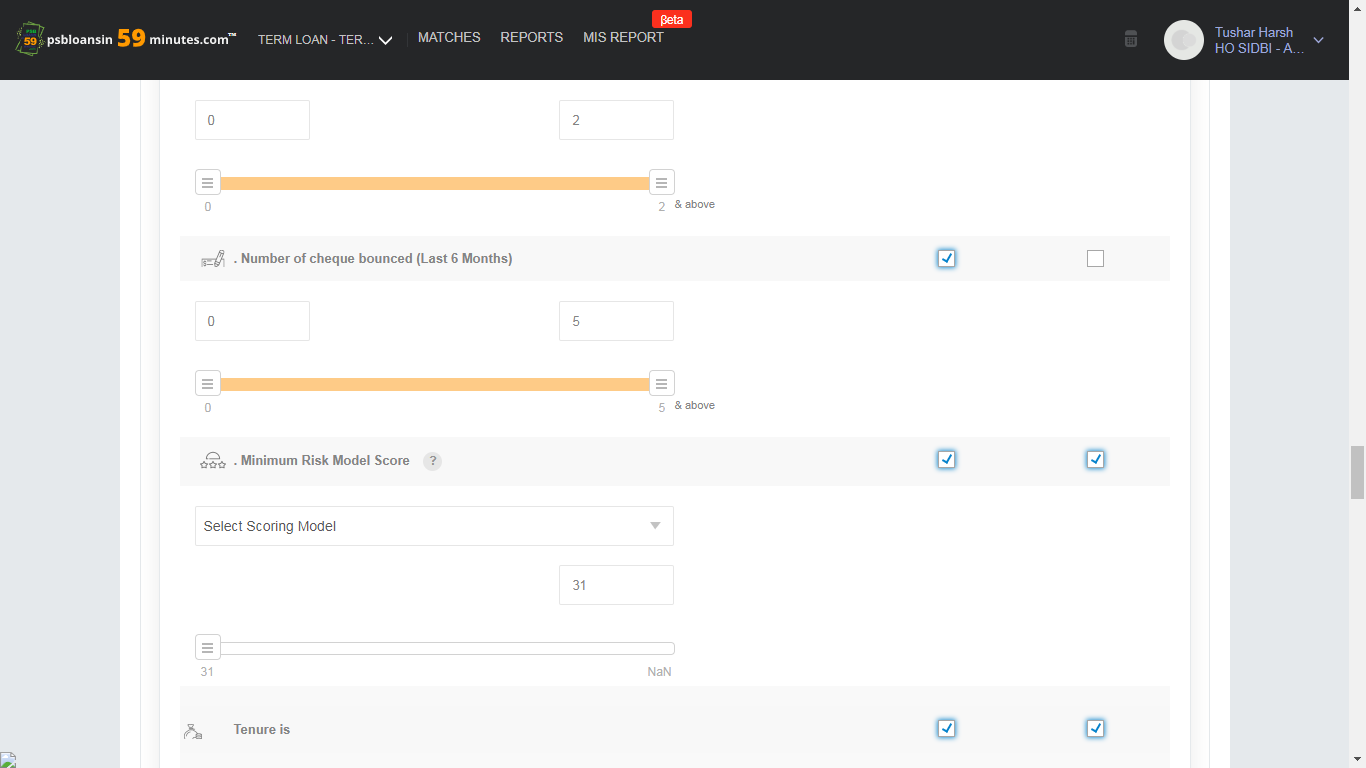 βeta
PSB 59 psbloansin 59 minutes.com™ TERM LOAN - TER... MATCHES REPORTS MIS REPORT Tushar Harsh
HO SIDBI - A...
0 2
0 2 & above
. Number of cheque bounced (Last 6 Months)
0 5
0 5 & above
. Minimum Risk Model Score ?
Select Scoring Model
31
31 NaN
Tenure is